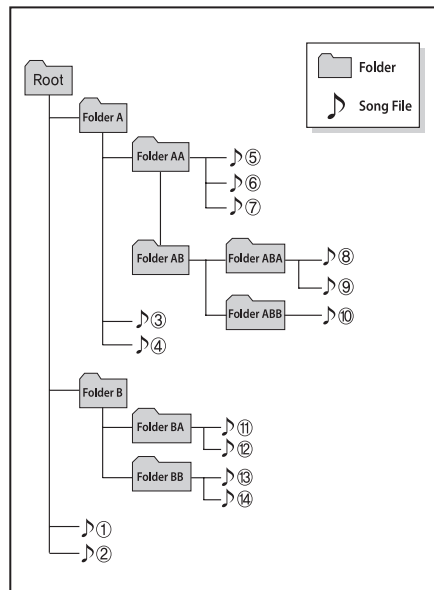 Root
Folder
Song File
Folder A
Folder AA
⑤
⑥
⑦
Folder AB
Folder ABA
⑧
⑨
Folder ABB
⑩
③
④
Folder B
Folder BA
⑪
⑫
Folder BB
⑬
⑭
①
②